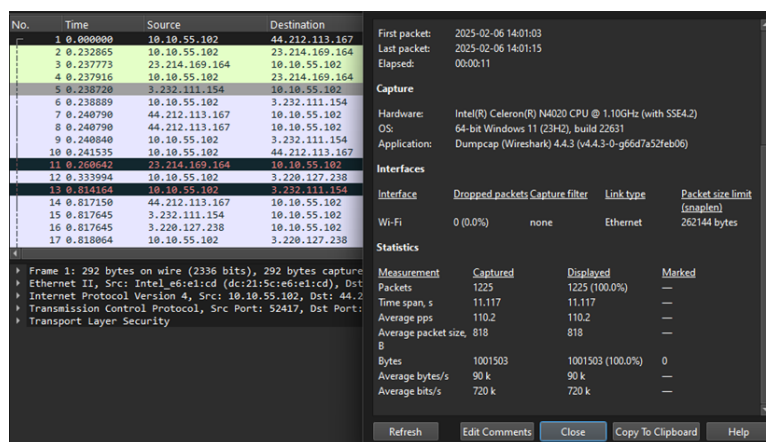 No. Time Source Destination
1 0.000000 10.10.55.102 44.212.113.167
2 0.232865 10.10.55.102 23.214.169.164
3 0.237773 23.214.169.164 10.10.55.102
4 0.237916 10.10.55.102 23.214.169.164
5 0.238720 3.232.111.154 10.10.55.102
6 0.238889 10.10.55.102 3.232.111.154
7 0.240790 44.212.113.167 10.10.55.102
8 0.240790 44.212.113.167 10.10.55.102
9 0.240840 10.10.55.102 3.232.111.154
10 0.241535 10.10.55.102 44.212.113.167
11 0.260642 23.214.169.164 10.10.55.102
12 0.333994 10.10.55.102 3.220.127.238
13 0.814164 10.10.55.102 3.232.111.154
14 0.817150 44.212.113.167 10.10.55.102
15 0.817645 3.232.111.154 10.10.55.102
16 0.817645 3.220.127.238 10.10.55.102
17 0.818064 10.10.55.102 3.220.127.238
Frame 1: 292 bytes on wire (2336 bits), 292 bytes capture
Ethernet II, Src: Intel_e6:e1:cd (dc:21:5c:e6:e1:cd), Dst
Internet Protocol Version 4, Src: 10.10.55.102, Dst: 44.2
Transmission Control Protocol, Src Port: 52417, Dst Port:
Transport Layer Security
First packet: 2025-02-06 14:01:03
Last packet: 2025-02-06 14:01:15
Elapsed: 00:00:11
Capture
Hardware: Intel(R) Celeron(R) N4020 CPU @ 1.10GHz (with SSE4.2)
OS: 64-bit Windows 11 (23H2), build 22631
Application: Dumpcap (Wireshark) 4.4.3 (v4.4.3-0-g66d7a52feb06)
Interfaces
Interface Dropped packets Capture filter Link type Packet size limit
(snaplen)
Wi-Fi 0 (0.0%) none Ethernet 262144 bytes
Statistics
Measurement Captured Displayed Marked
Packets 1225 1225 (100.0%) —
Time span, s 11.117 11.117 —
Average pps 110.2 110.2 —
Average packet size, 818 818 —
B
Bytes 1001503 1001503 (100.0%) 0
Average bytes/s 90 k 90 k —
Average bits/s 720 k 720 k —
Refresh Edit Comments Close Copy To Clipboard Help